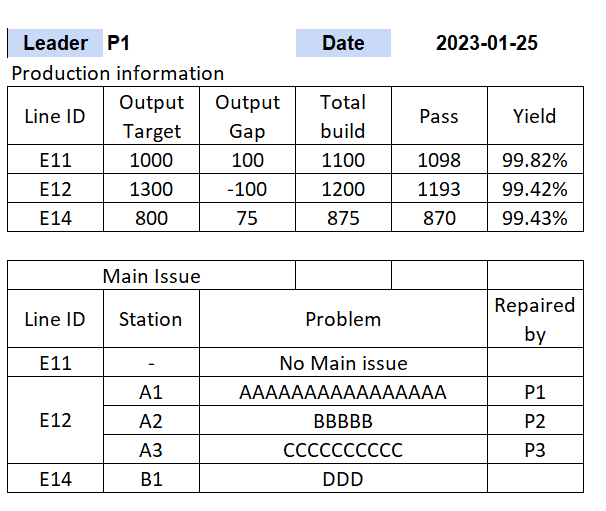 Leader P1 Date 2023-01-25
Production information
Line ID Output Target Output Gap Total build Pass Yield
E11 1000 100 1100 1098 99.82%
E12 1300 -100 1200 1193 99.42%
E14 800 75 875 870 99.43%
Main Issue
Line ID Station Problem Repaired by
E11 - No Main issue
E12 A1 AAAAAAAAAAAAAAAA P1
A2 BBBBB P2
A3 CCCCCCCCCC P3
E14 B1 DDD